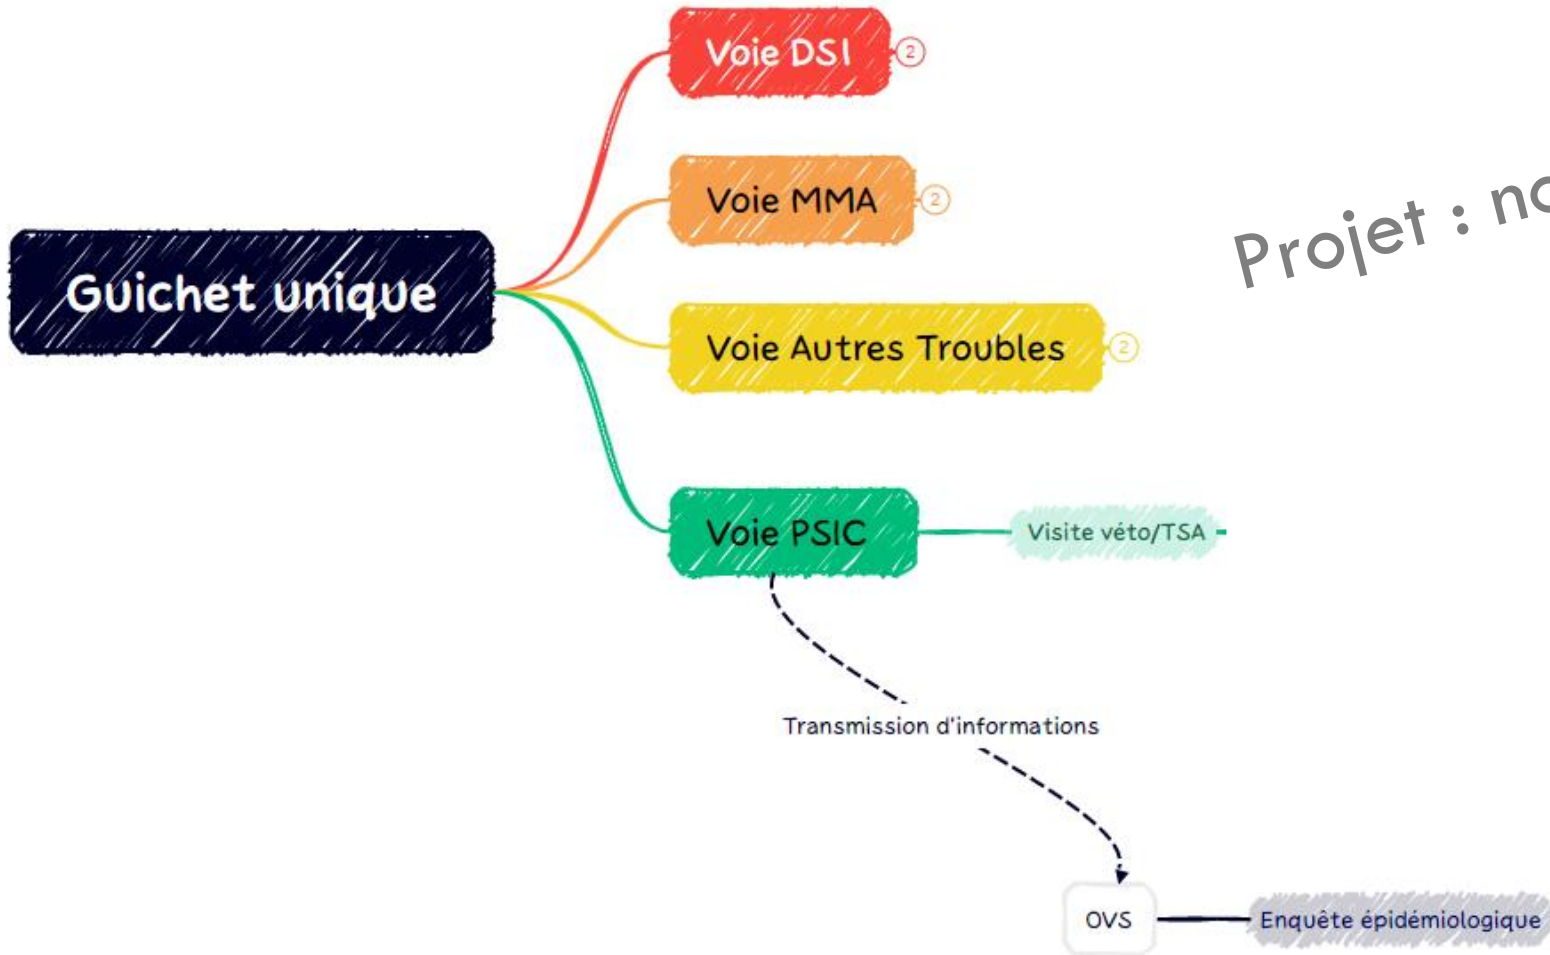 Voie DSI
2
Voie MMA
2
Projet :
Guichet unique
Voie Autres Troubles
2
Voie PSIC
Visite véto/TSA
Transmission d'informations
OVS
Enquête épidémiologique